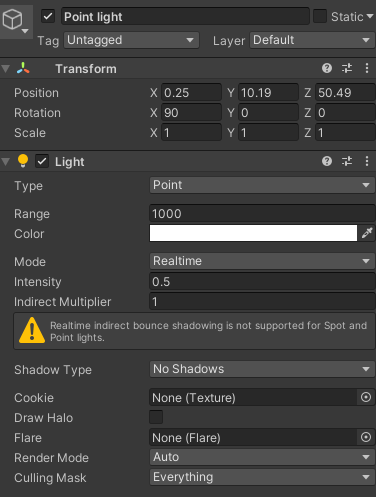 Point light Static
Tag Untagged Layer Default
Transform
Position X 0.25 Y 10.19 Z 50.49
Rotation X 90 Y 0 Z 0
Scale X 1 Y 1 Z 1
Light
Type Point
Range 1000
Color
Mode Realtime
Intensity 0.5
Indirect Multiplier 1
Realtime indirect bounce shadowing is not supported for Spot and
Point lights.
Shadow Type No Shadows
Cookie None (Texture)
Draw Halo
Flare None (Flare)
Render Mode Auto
Culling Mask Everything